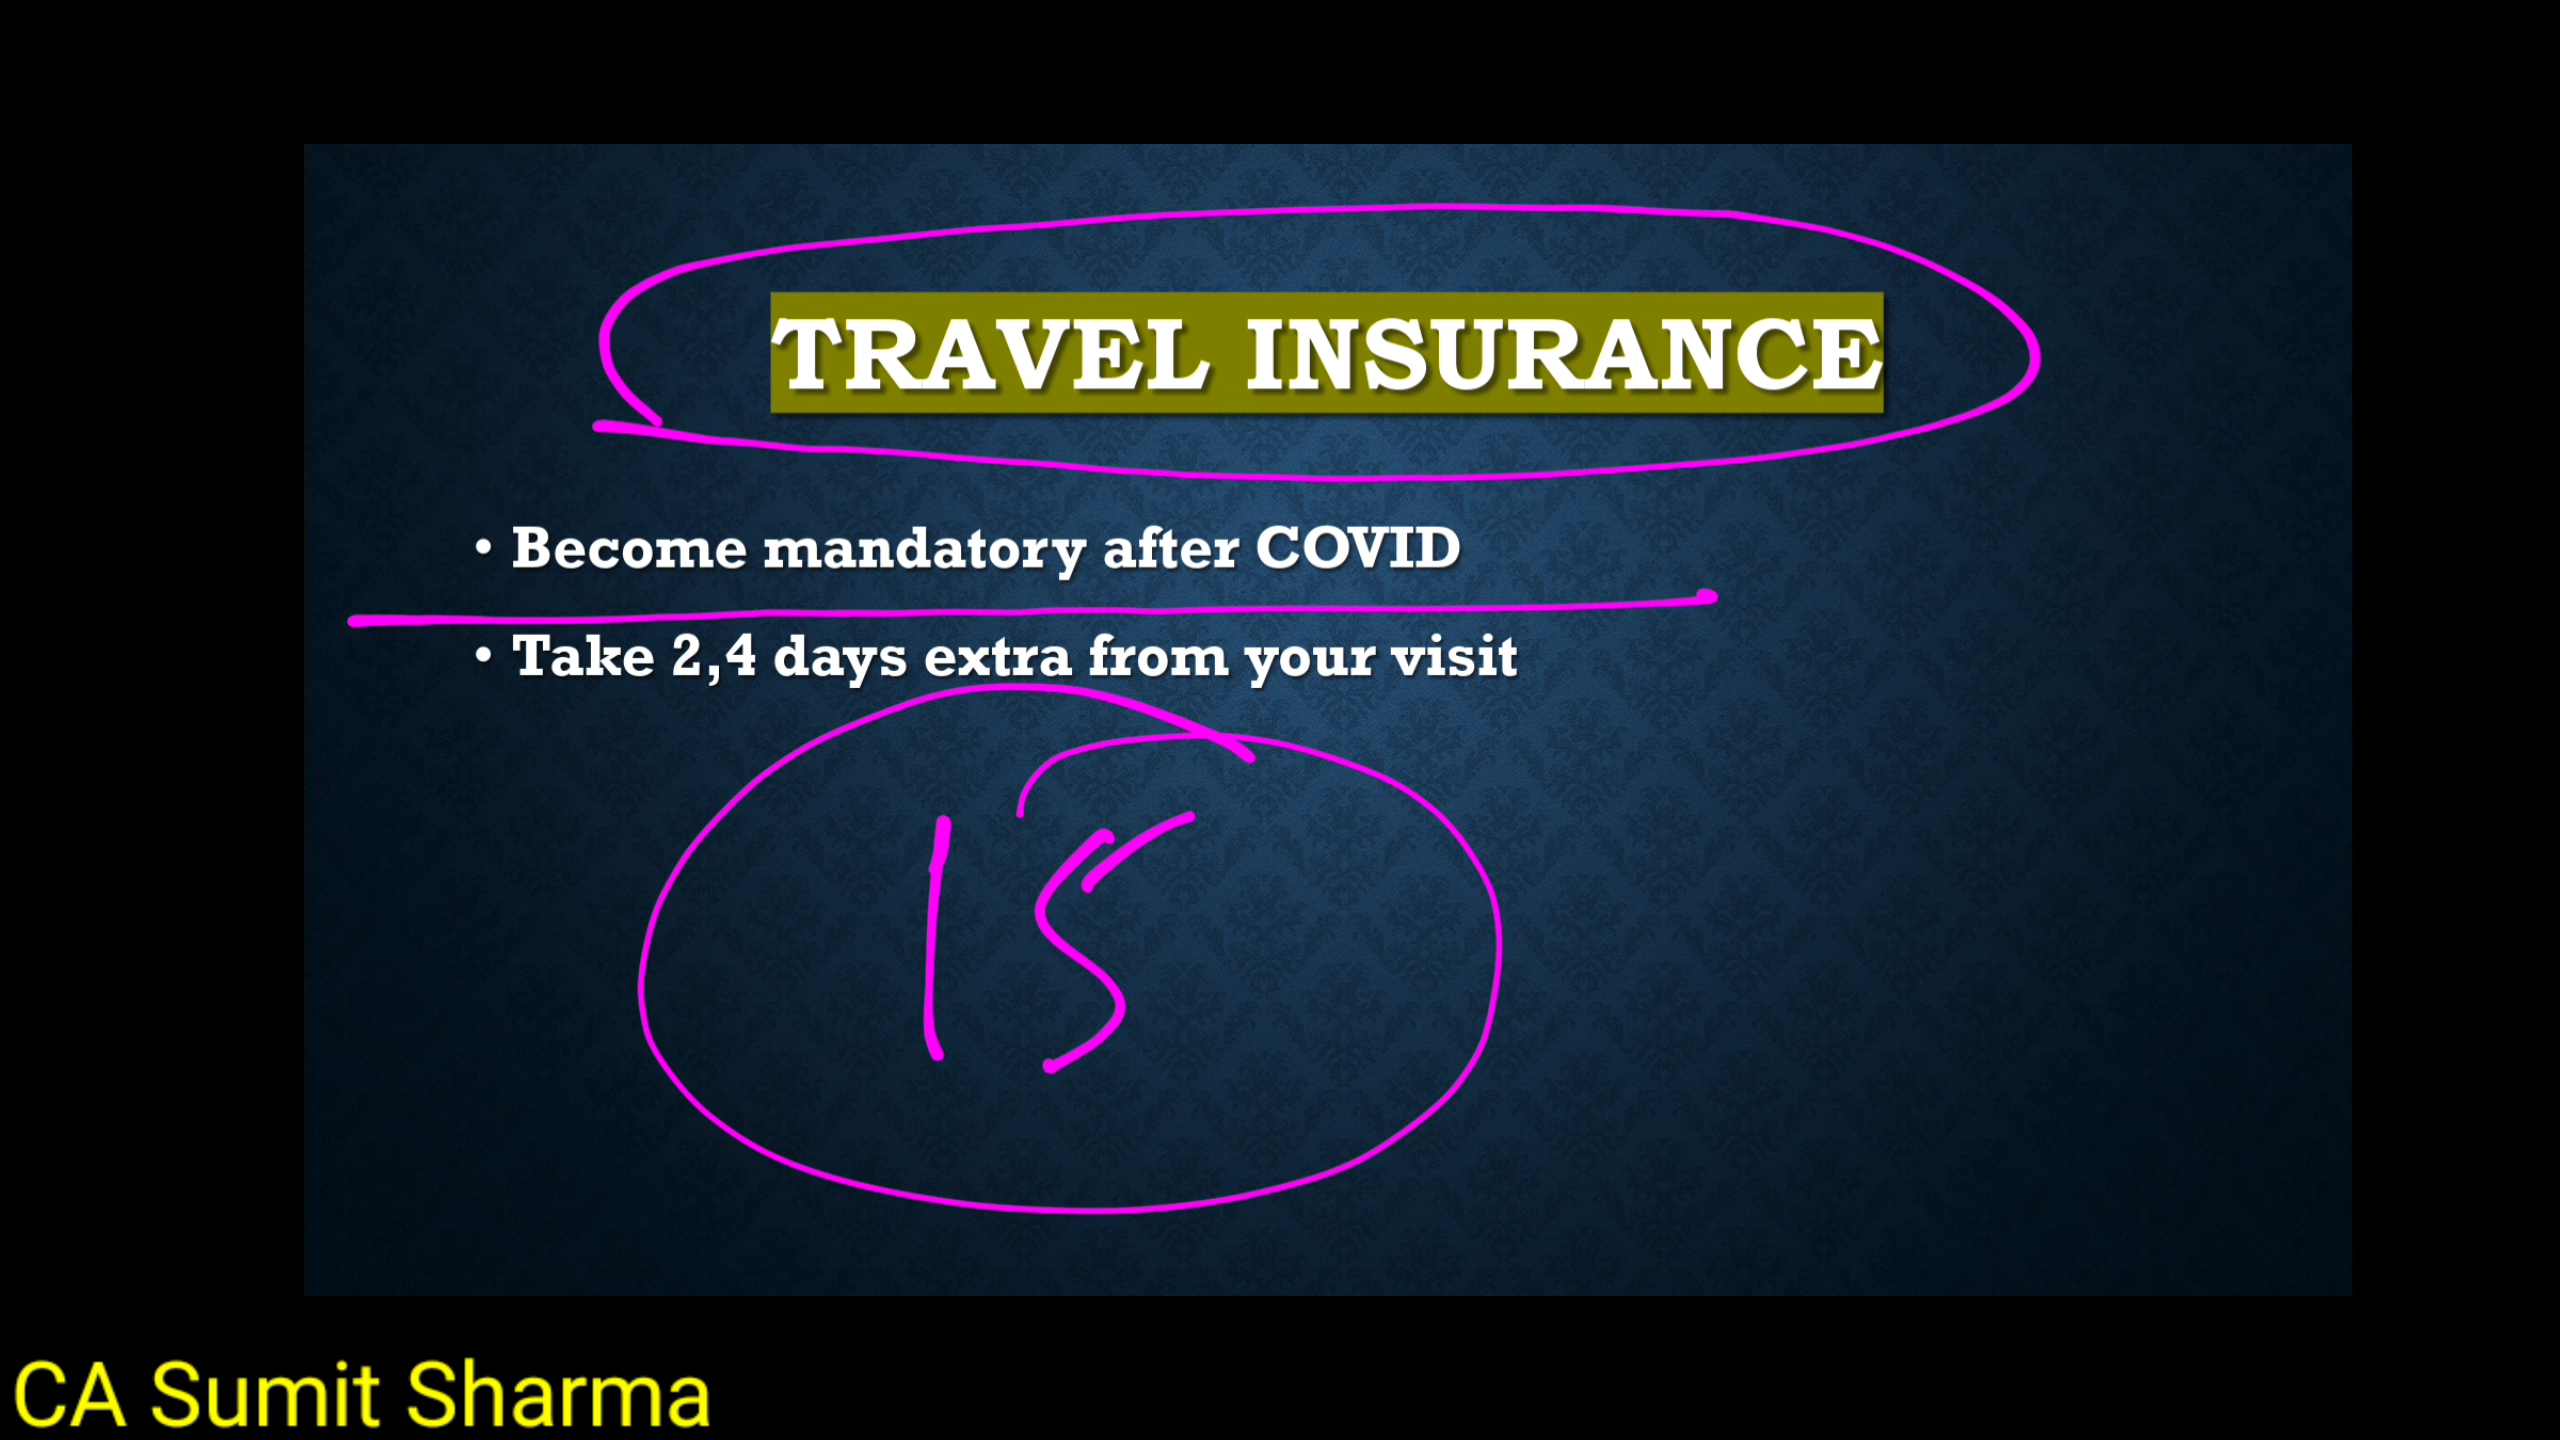 TRAVEL INSURANCE
• Become mandatory after COVID
• Take 2,4 days extra from your visit
15
CA Sumit Sharma